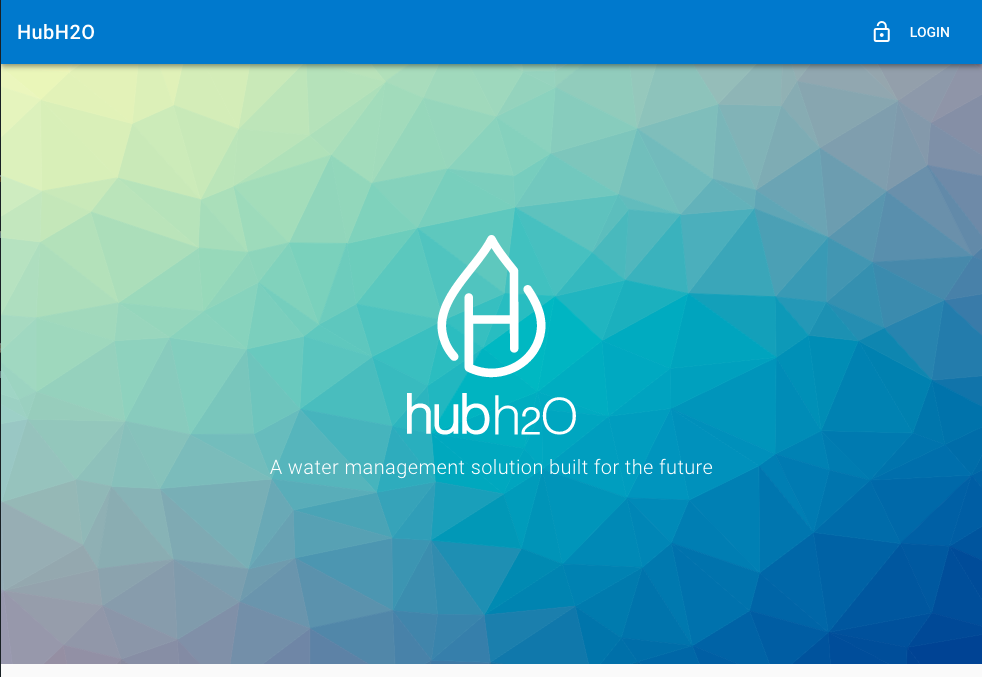 HubH2O
LOGIN
hubh2O
A water management solution built for the future